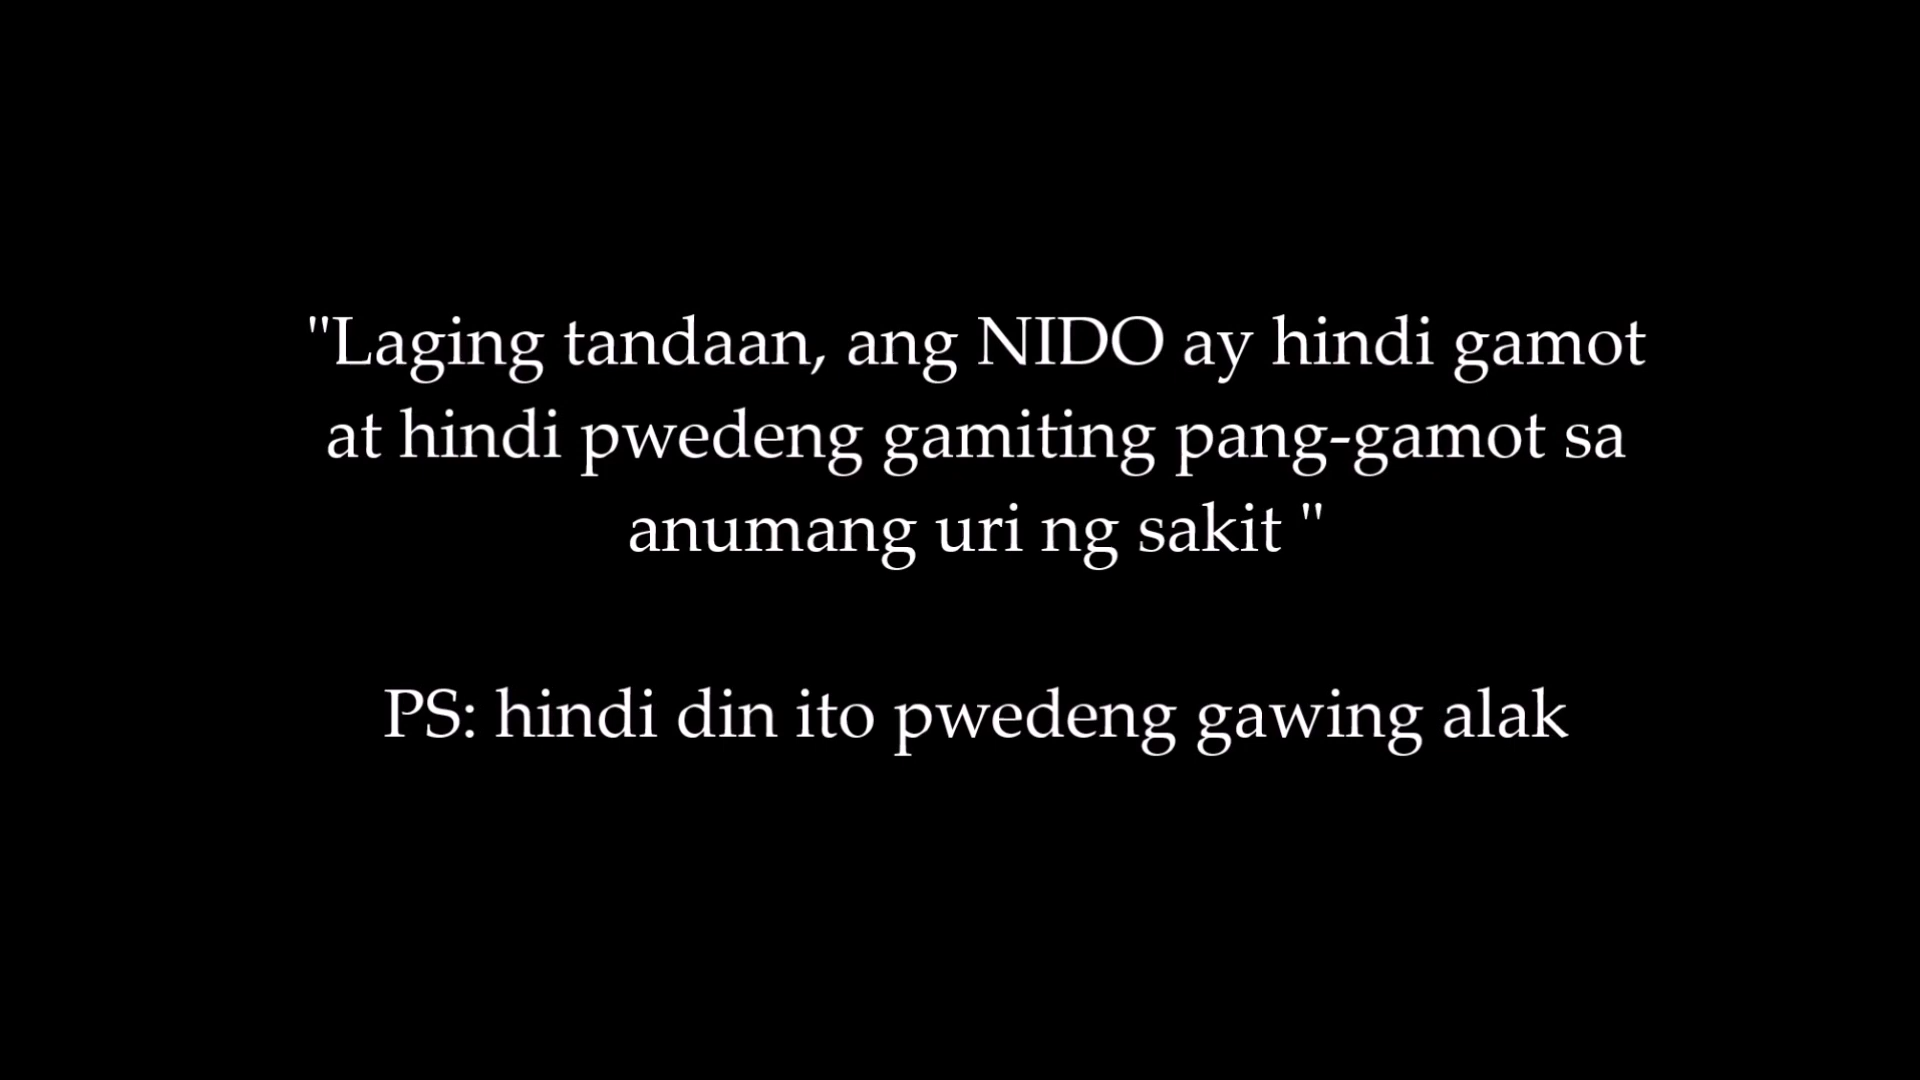 "Laging tandaan, ang NIDO ay hindi gamot
at hindi pwedeng gamiting pang-gamot sa
anumang uri ng sakit "
PS: hindi din ito pwedeng gawing alak